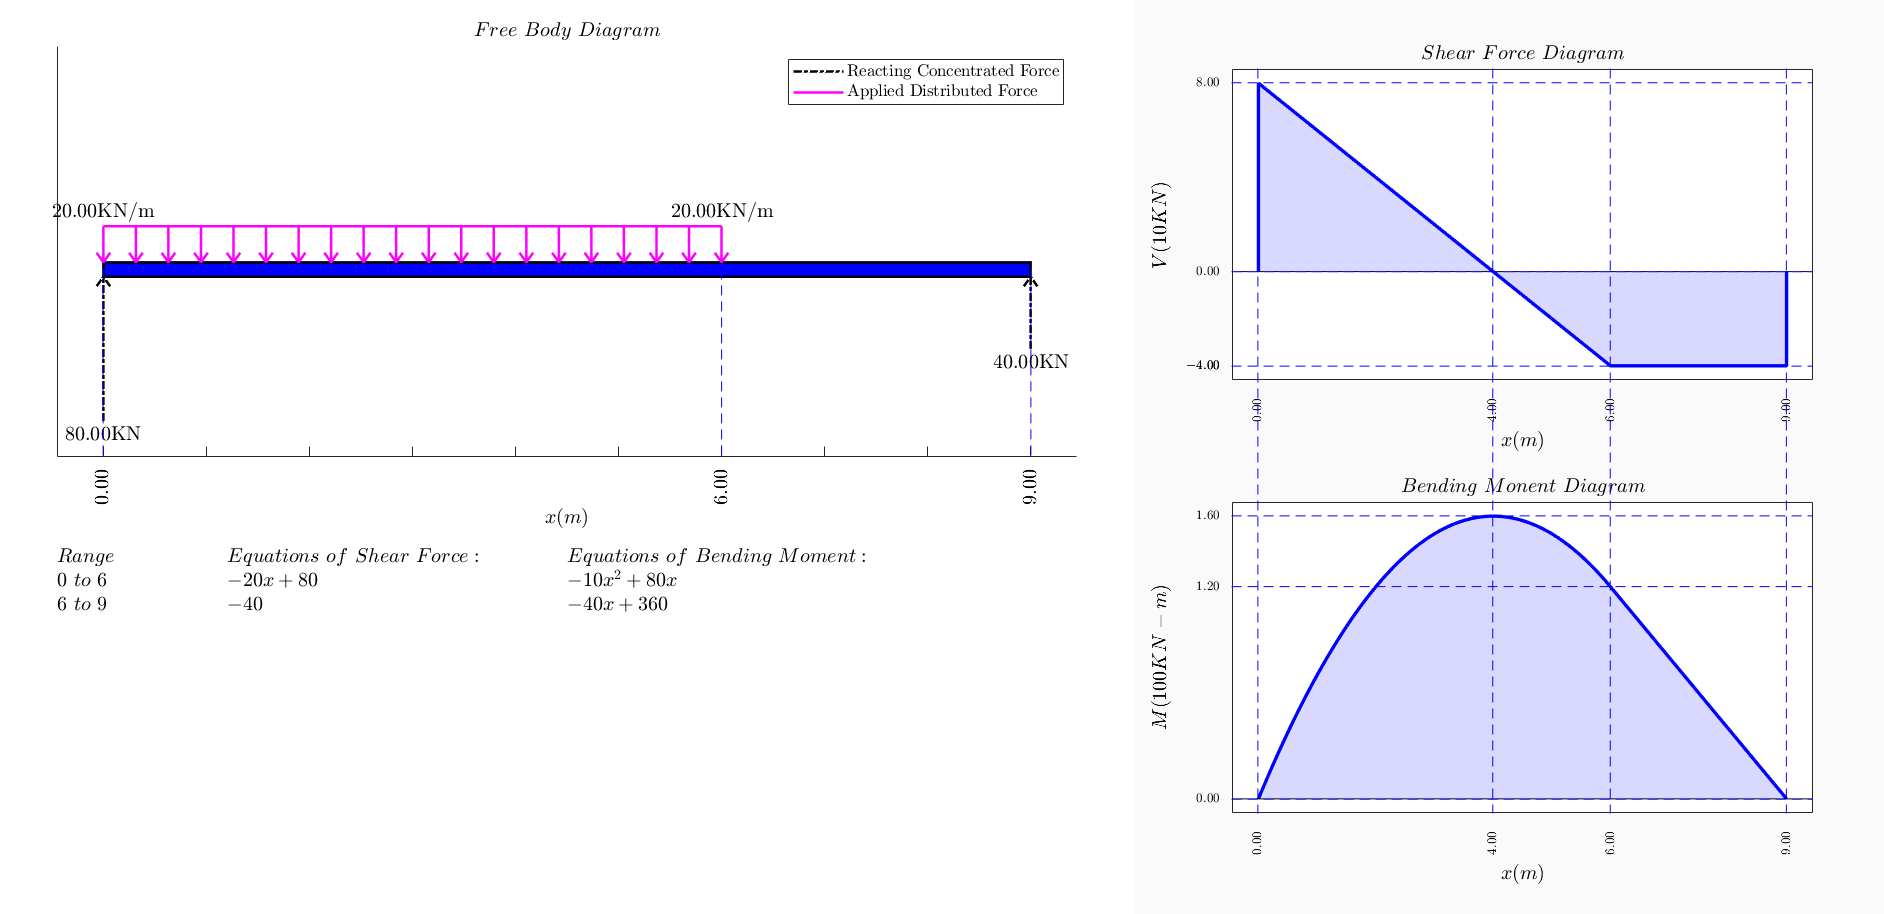 Free Body Diagram
Reacting Concentrated Force
Applied Distributed Force
20.00KN/m
20.00KN/m
40.00KN
80.00KN
0.00
6.00
9.00
x(m)
Range Equations of Shear Force : Equations of Bending Moment :
0 to 6 −20x + 80 −10x² + 80x
6 to 9 −40 −40x + 360
Shear Force Diagram
8.00
0.00
−4.00
V(10KN)
0.00
4.00
6.00
9.00
x(m)
Bending Monent Diagram
1.60
1.20
0.00
M(100KN − m)
0.00
4.00
6.00
9.00
x(m)